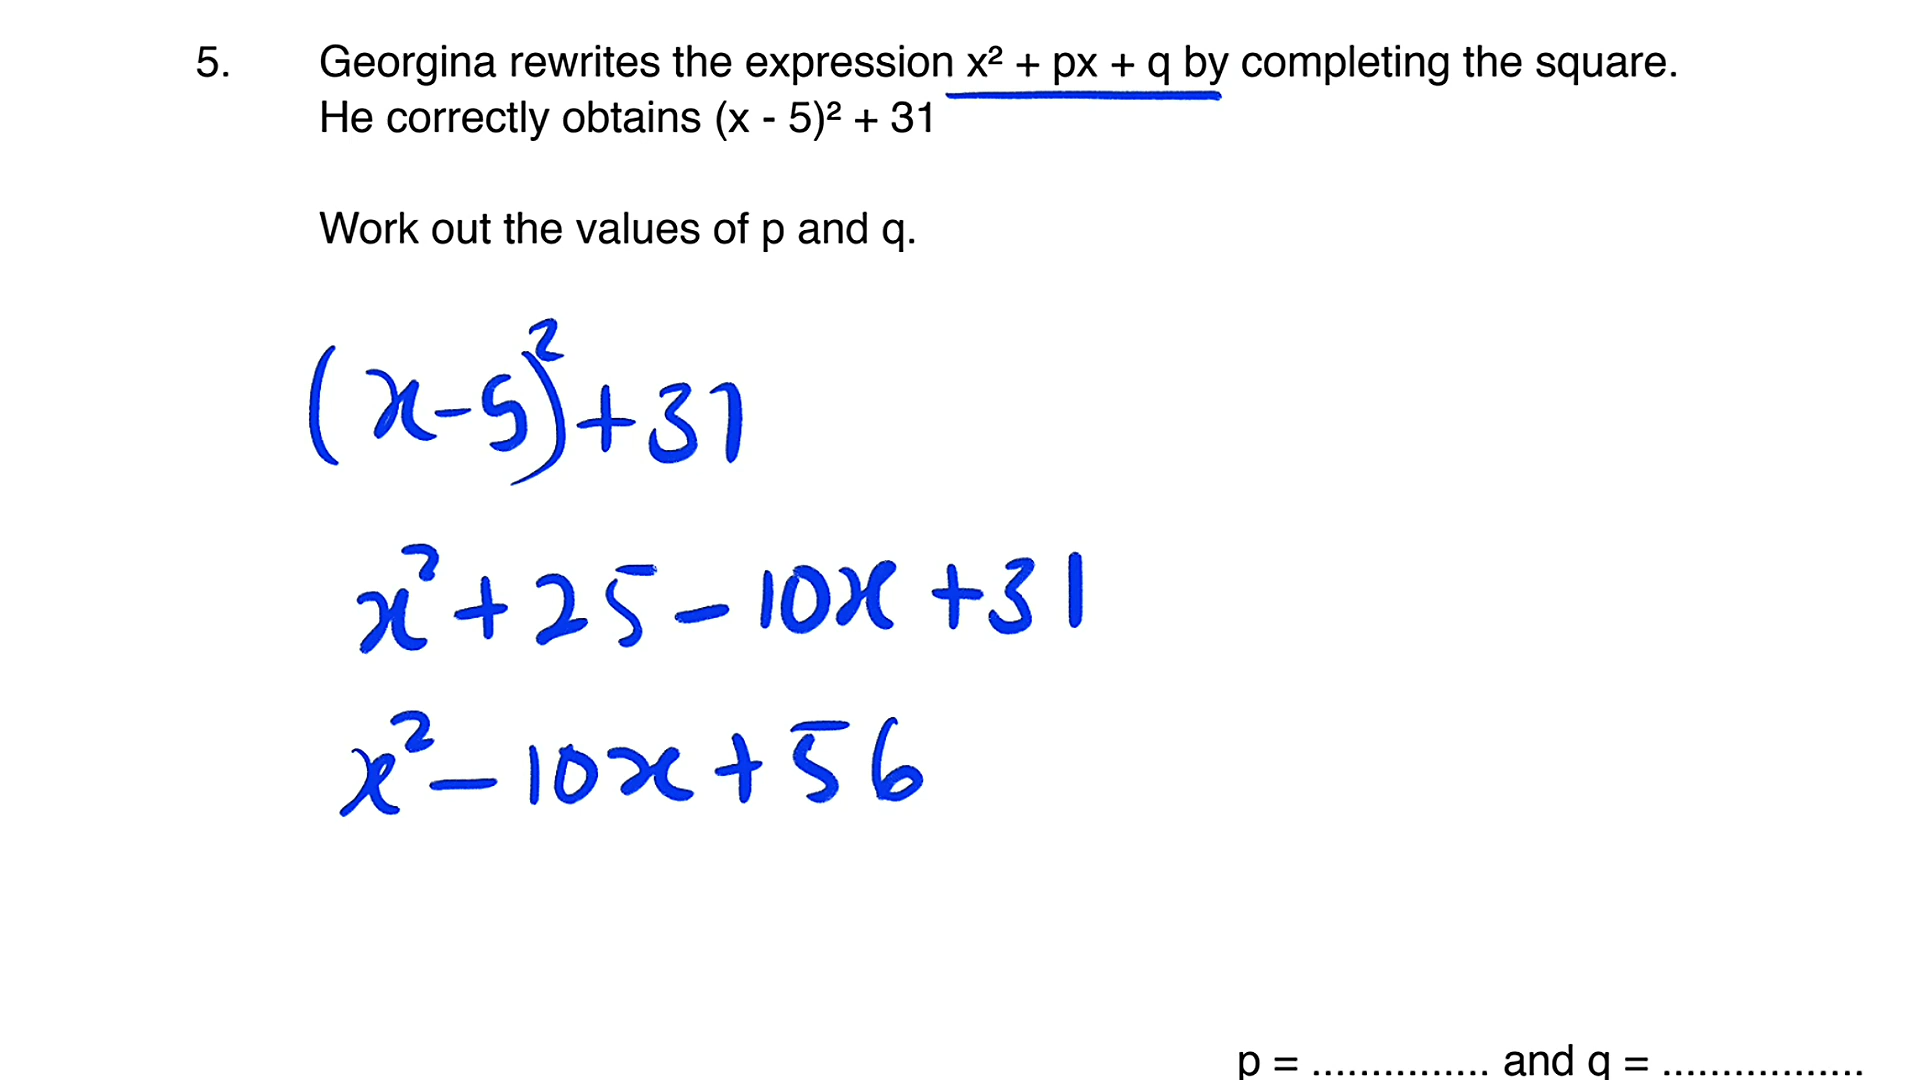 5. Georgina rewrites the expression x² + px + q by completing the square.
He correctly obtains (x - 5)² + 31
Work out the values of p and q.
(x-5)²+31
x²+25-10x+31
x²-10x+56
p = ............... and q = .................